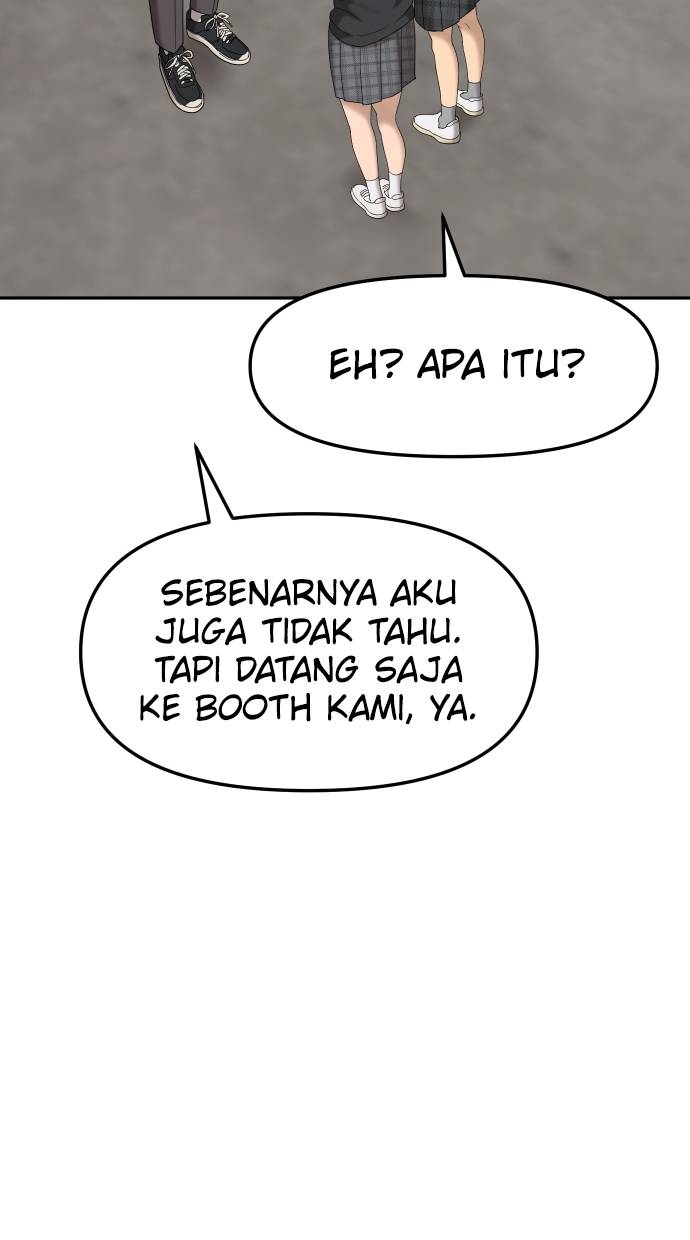 EH? APA ITU?
SEBENARNYA AKU
JUGA TIDAK TAHU.
TAPI DATANG SAJA
KE BOOTH KAMI, YA.